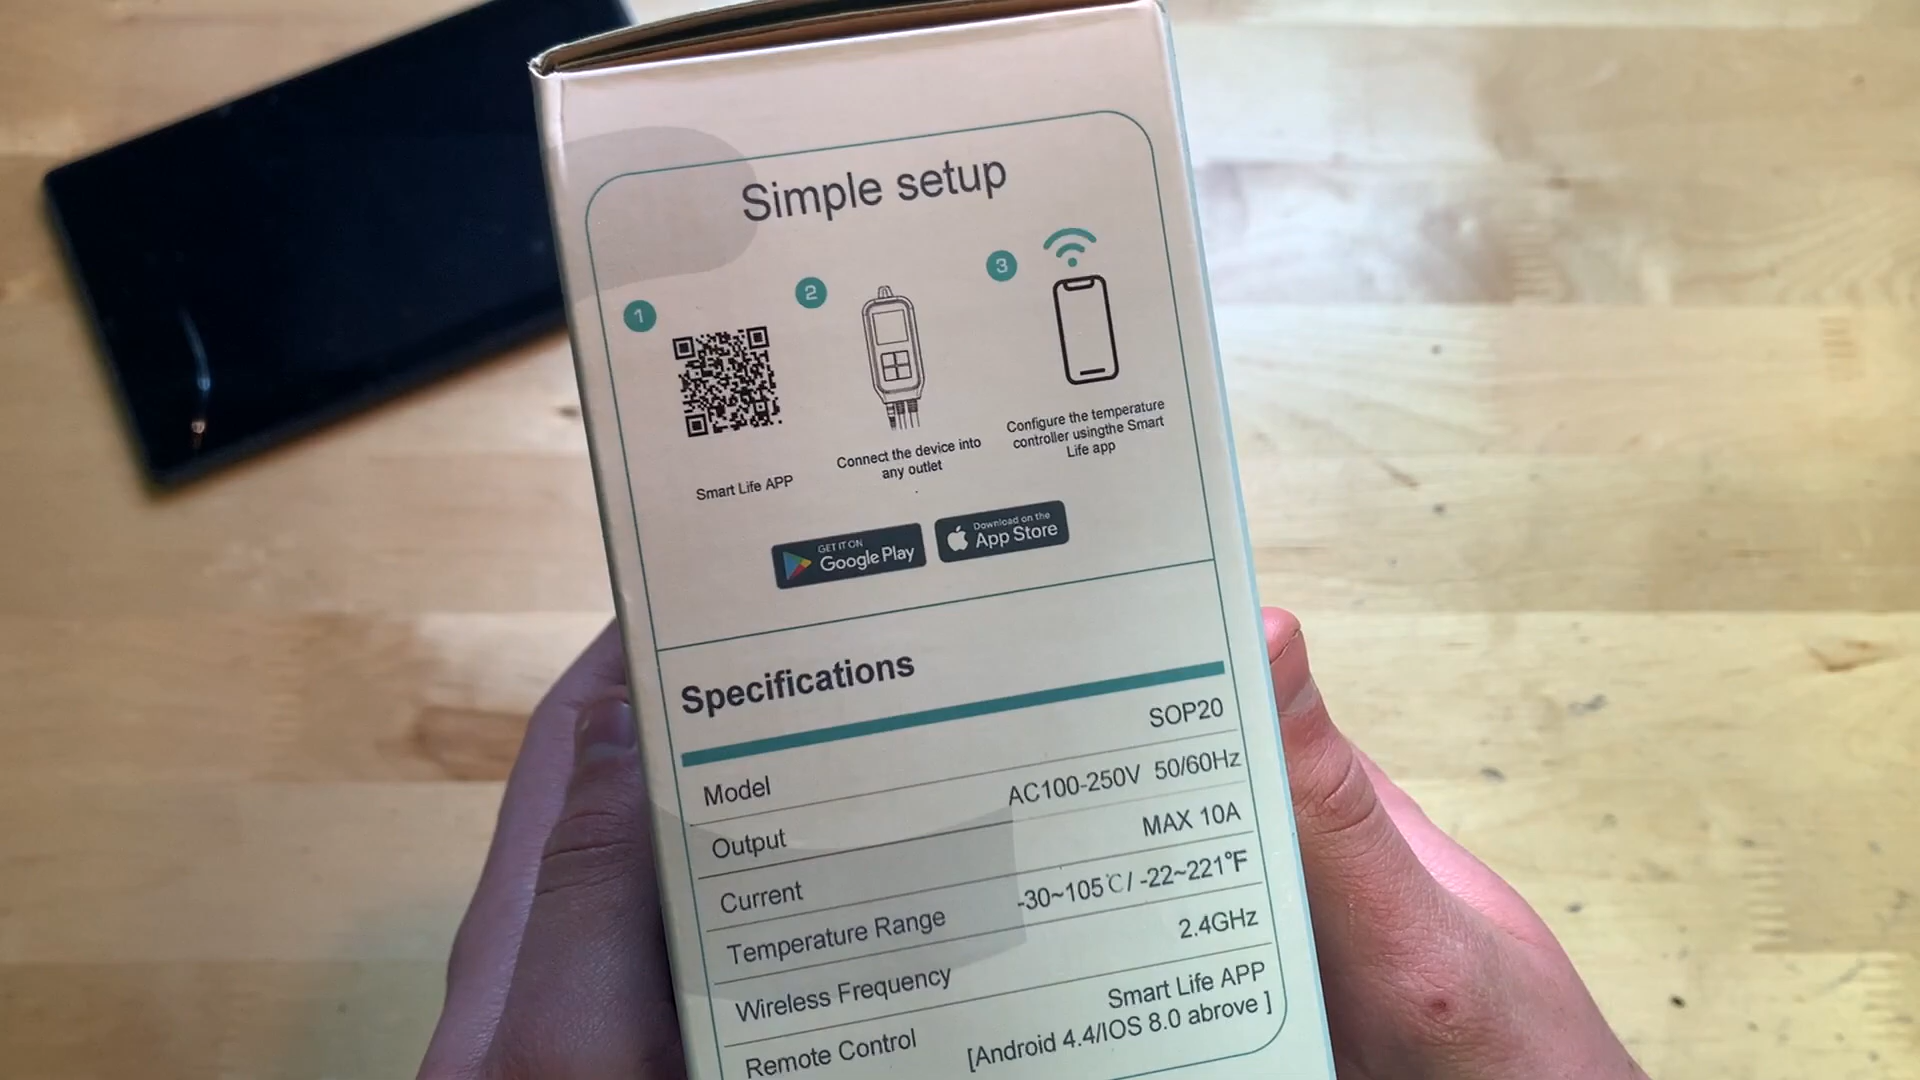 Simple setup
1
2
3
Smart Life APP
Connect the device into
any outlet
Configure the temperature
controller usingthe Smart
Life app
GET IT ON
Google Play
Download on the
App Store
Specifications
Model SOP20
Output AC100-250V 50/60Hz
Current MAX 10A
Temperature Range -30~105℃/ -22~221℉
Wireless Frequency 2.4GHz
Remote Control Smart Life APP
[Android 4.4/IOS 8.0 abrove ]